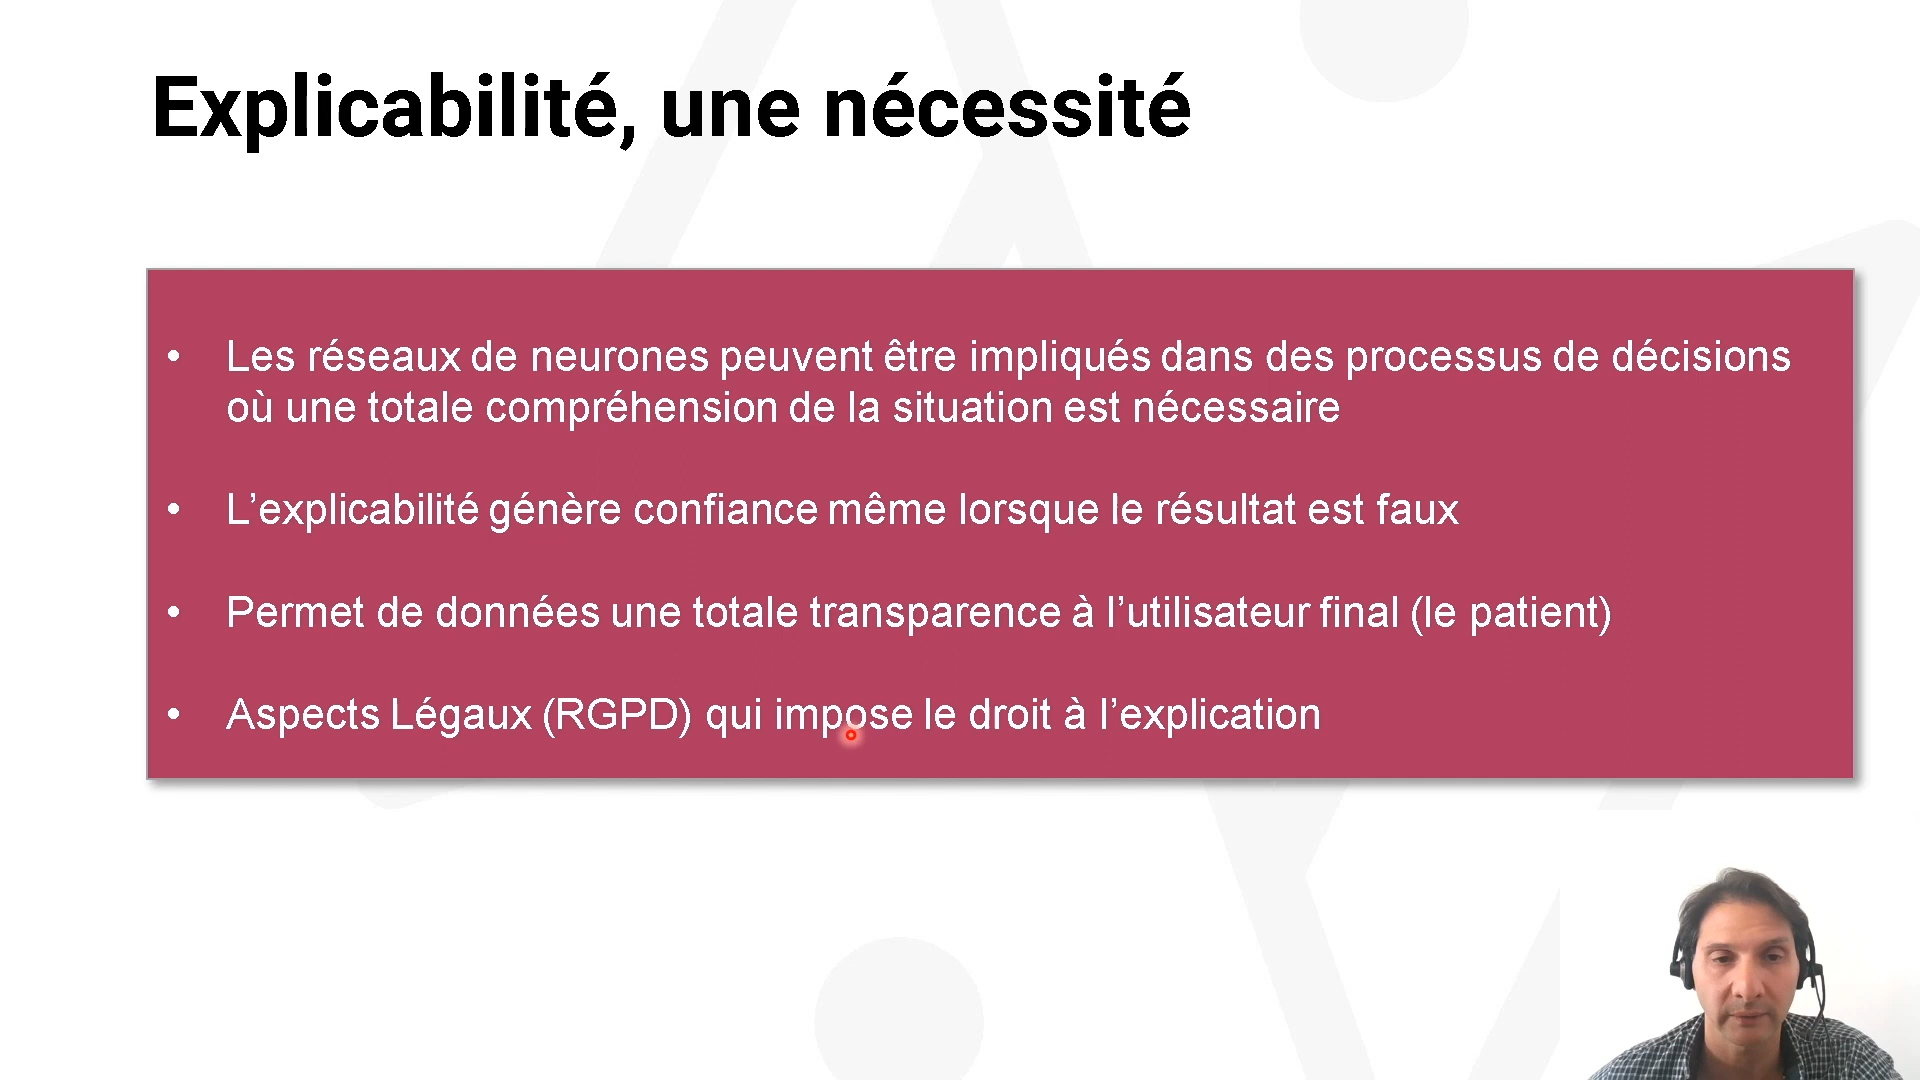 Explicabilité, une nécessité
• Les réseaux de neurones peuvent être impliqués dans des processus de décisions
où une totale compréhension de la situation est nécessaire
• L’explicabilité génère confiance même lorsque le résultat est faux
• Permet de données une totale transparence à l’utilisateur final (le patient)
• Aspects Légaux (RGPD) qui impose le droit à l’explication